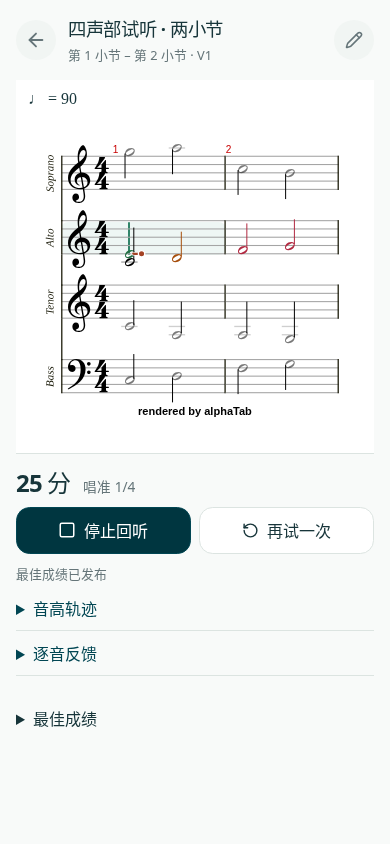 四声部试听 · 两小节
第 1 小节 – 第 2 小节 · V1
♩ = 90
1
2
Soprano
Alto
Tenor
Bass
rendered by alphaTab
25 分 唱准 1/4
停止回听
再试一次
最佳成绩已发布
音高轨迹
逐音反馈
最佳成绩